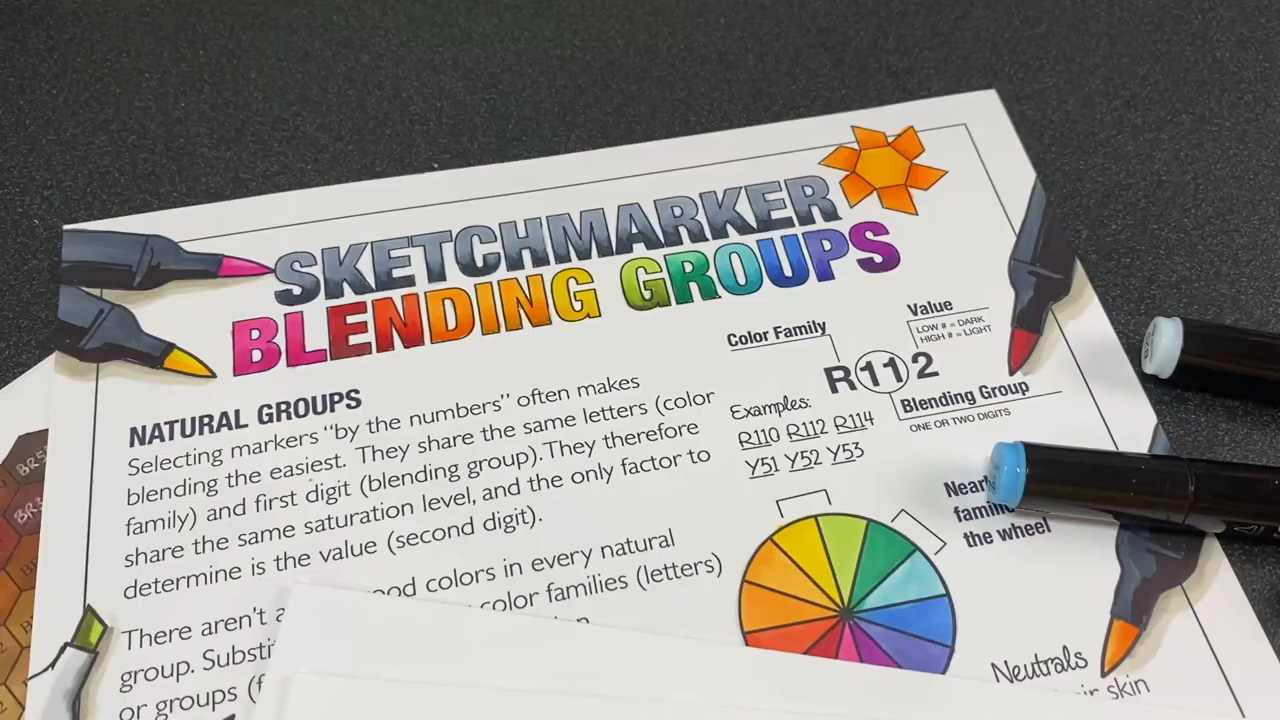 SKETCHMARKER
BLENDING GROUPS
NATURAL GROUPS
Selecting markers "by the numbers" often makes
blending the easiest. They share the same letters (color
family) and first digit (blending group). They therefore
share the same saturation level, and the only factor to
determine is the value (second digit).
There aren't
ood colors in every natural
group.
color families (letters)
or groups
Color Family
Value
LOW # = DARK
HIGH # = LIGHT
R112
Blending Group
ONE OR TWO DIGITS
Examples:
R110 R112 R114
Y51 Y52 Y53
the wheel
Neutrals
skin